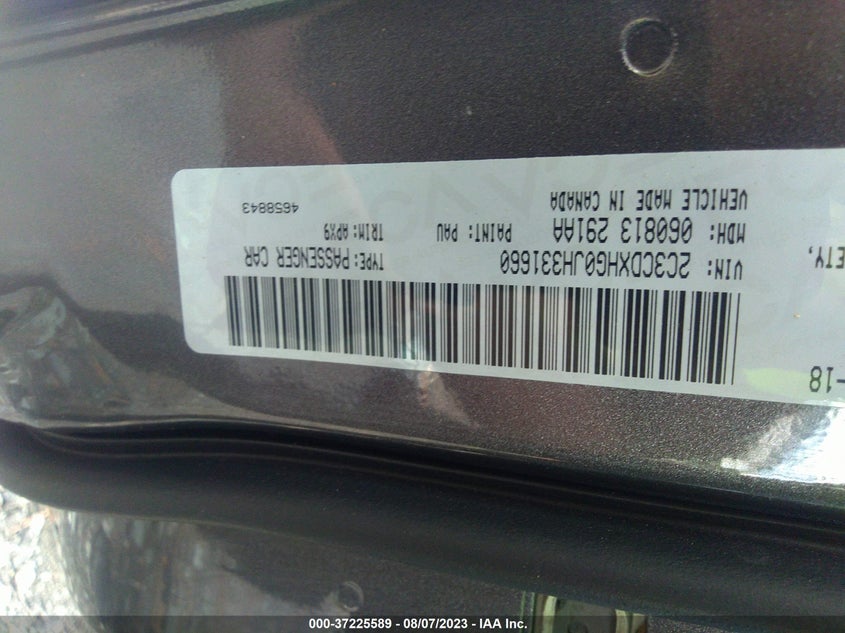 -18
VIN: 2C3CDXHG0JH331660 TYPE: PASSENGER CAR
ETY,
MDH: 060813 291AA PAINT: PAU TRIM: APX9
VEHICLE MADE IN CANADA 4658843
000-37225589 - 08/07/2023 - IAA Inc.